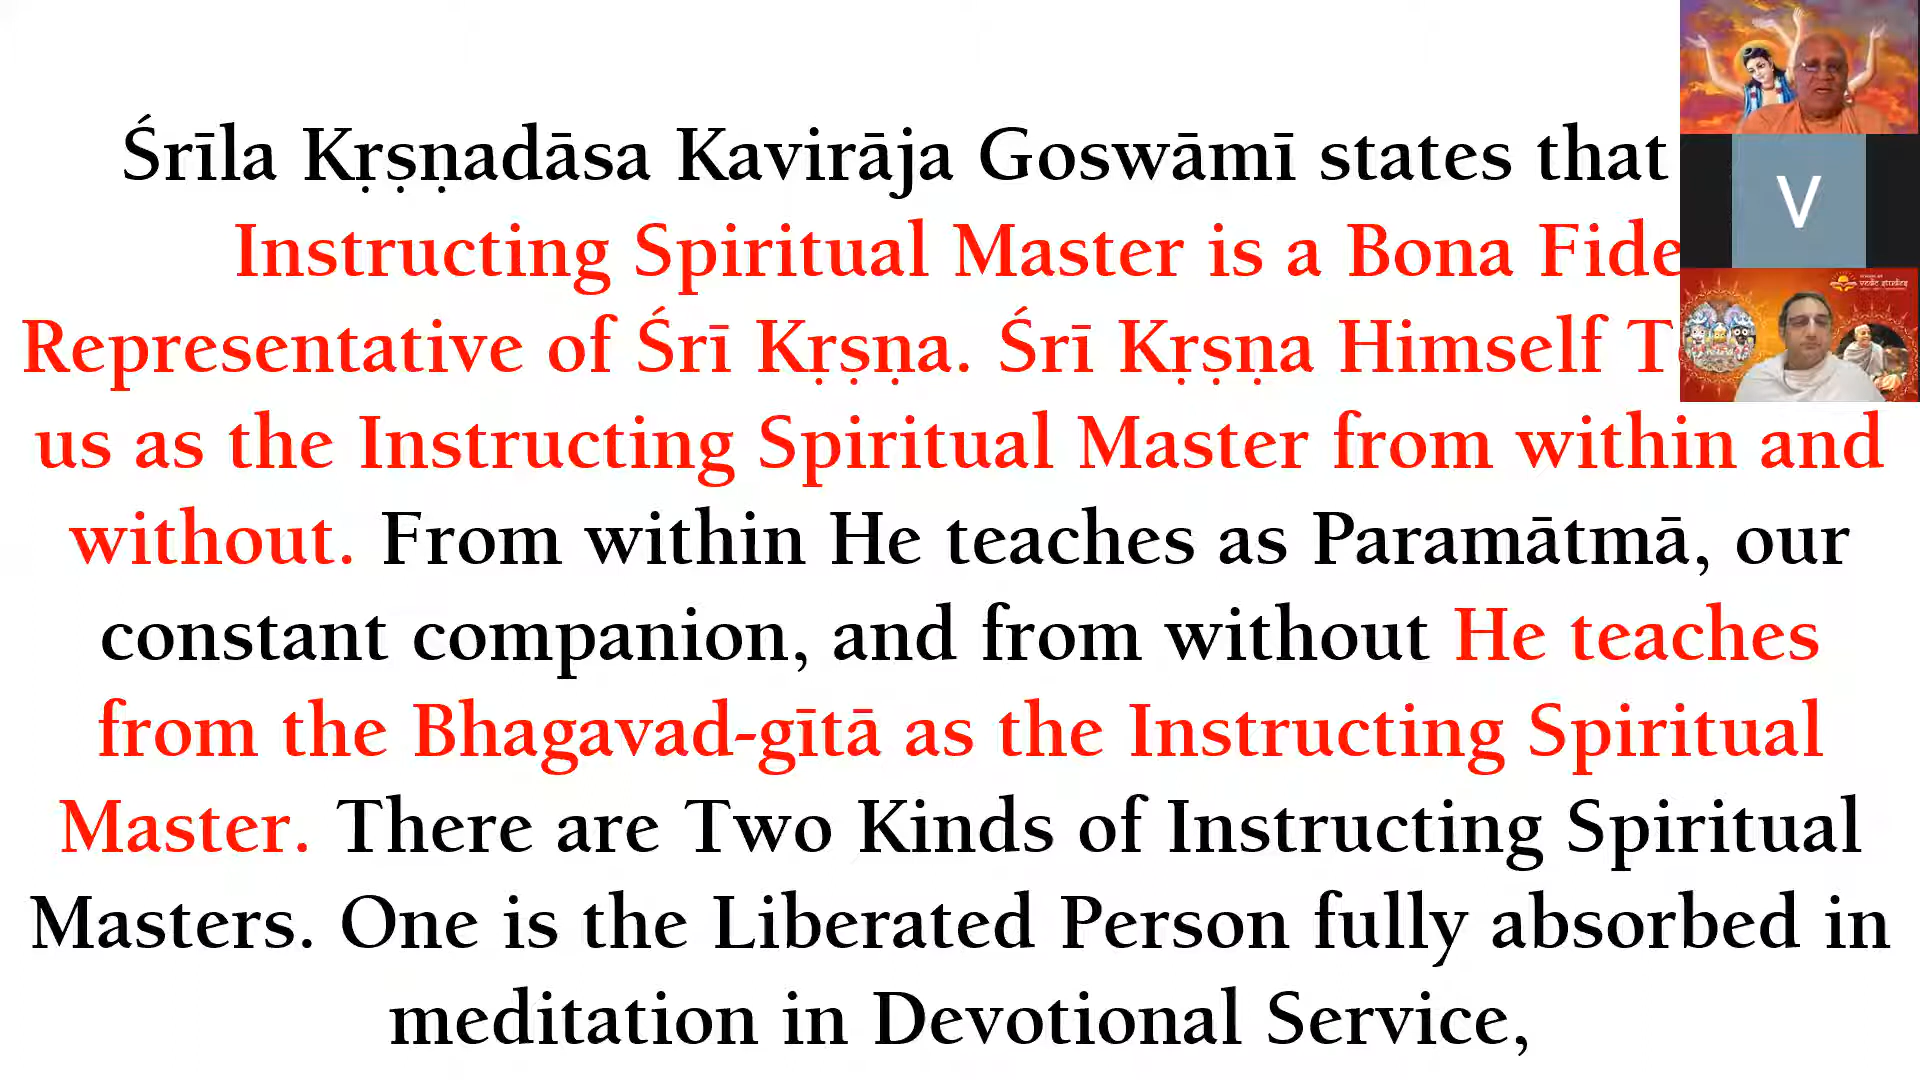 Śrīla Kṛṣṇadāsa Kavirāja Goswāmī states that
Instructing Spiritual Master is a Bona Fide
Representative of Śrī Kṛṣṇa. Śrī Kṛṣṇa Himself
us as the Instructing Spiritual Master from within and
without. From within He teaches as Paramātmā, our
constant companion, and from without He teaches
from the Bhagavad-gītā as the Instructing Spiritual
Master. There are Two Kinds of Instructing Spiritual
Masters. One is the Liberated Person fully absorbed in
meditation in Devotional Service,
V
vedic studies